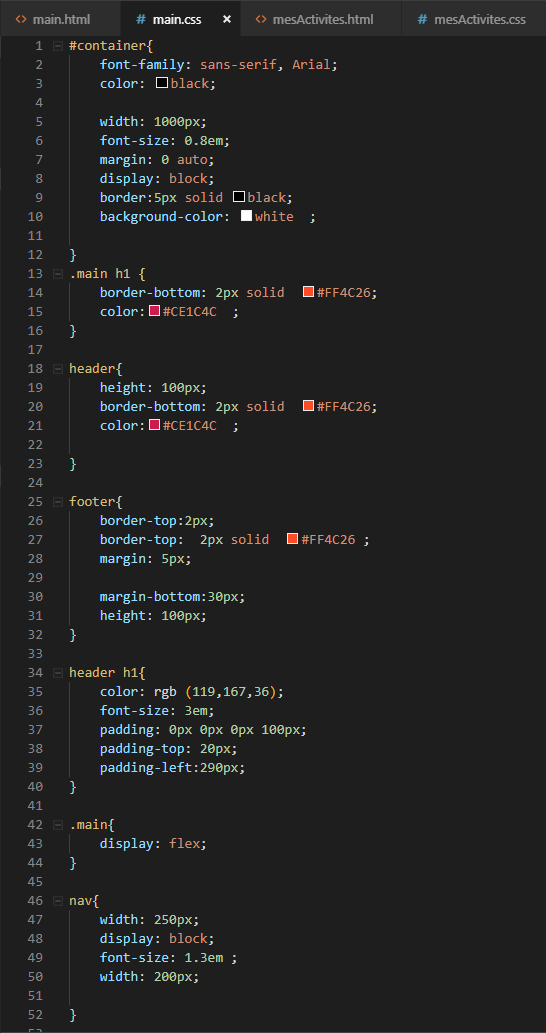 main.html main.css × mesActivites.html mesActivites.css
1 #container{
2 font-family: sans-serif, Arial;
3 color: black;
4
5 width: 1000px;
6 font-size: 0.8em;
7 margin: 0 auto;
8 display: block;
9 border:5px solid black;
10 background-color: white ;
11
12 }
13 .main h1 {
14 border-bottom: 2px solid #FF4C26;
15 color: #CE1C4C ;
16 }
17
18 header{
19 height: 100px;
20 border-bottom: 2px solid #FF4C26;
21 color: #CE1C4C ;
22
23 }
24
25 footer{
26 border-top:2px;
27 border-top: 2px solid #FF4C26 ;
28 margin: 5px;
29
30 margin-bottom:30px;
31 height: 100px;
32 }
33
34 header h1{
35 color: rgb (119,167,36);
36 font-size: 3em;
37 padding: 0px 0px 0px 100px;
38 padding-top: 20px;
39 padding-left:290px;
40 }
41
42 .main{
43 display: flex;
44 }
45
46 nav{
47 width: 250px;
48 display: block;
49 font-size: 1.3em ;
50 width: 200px;
51
52 }